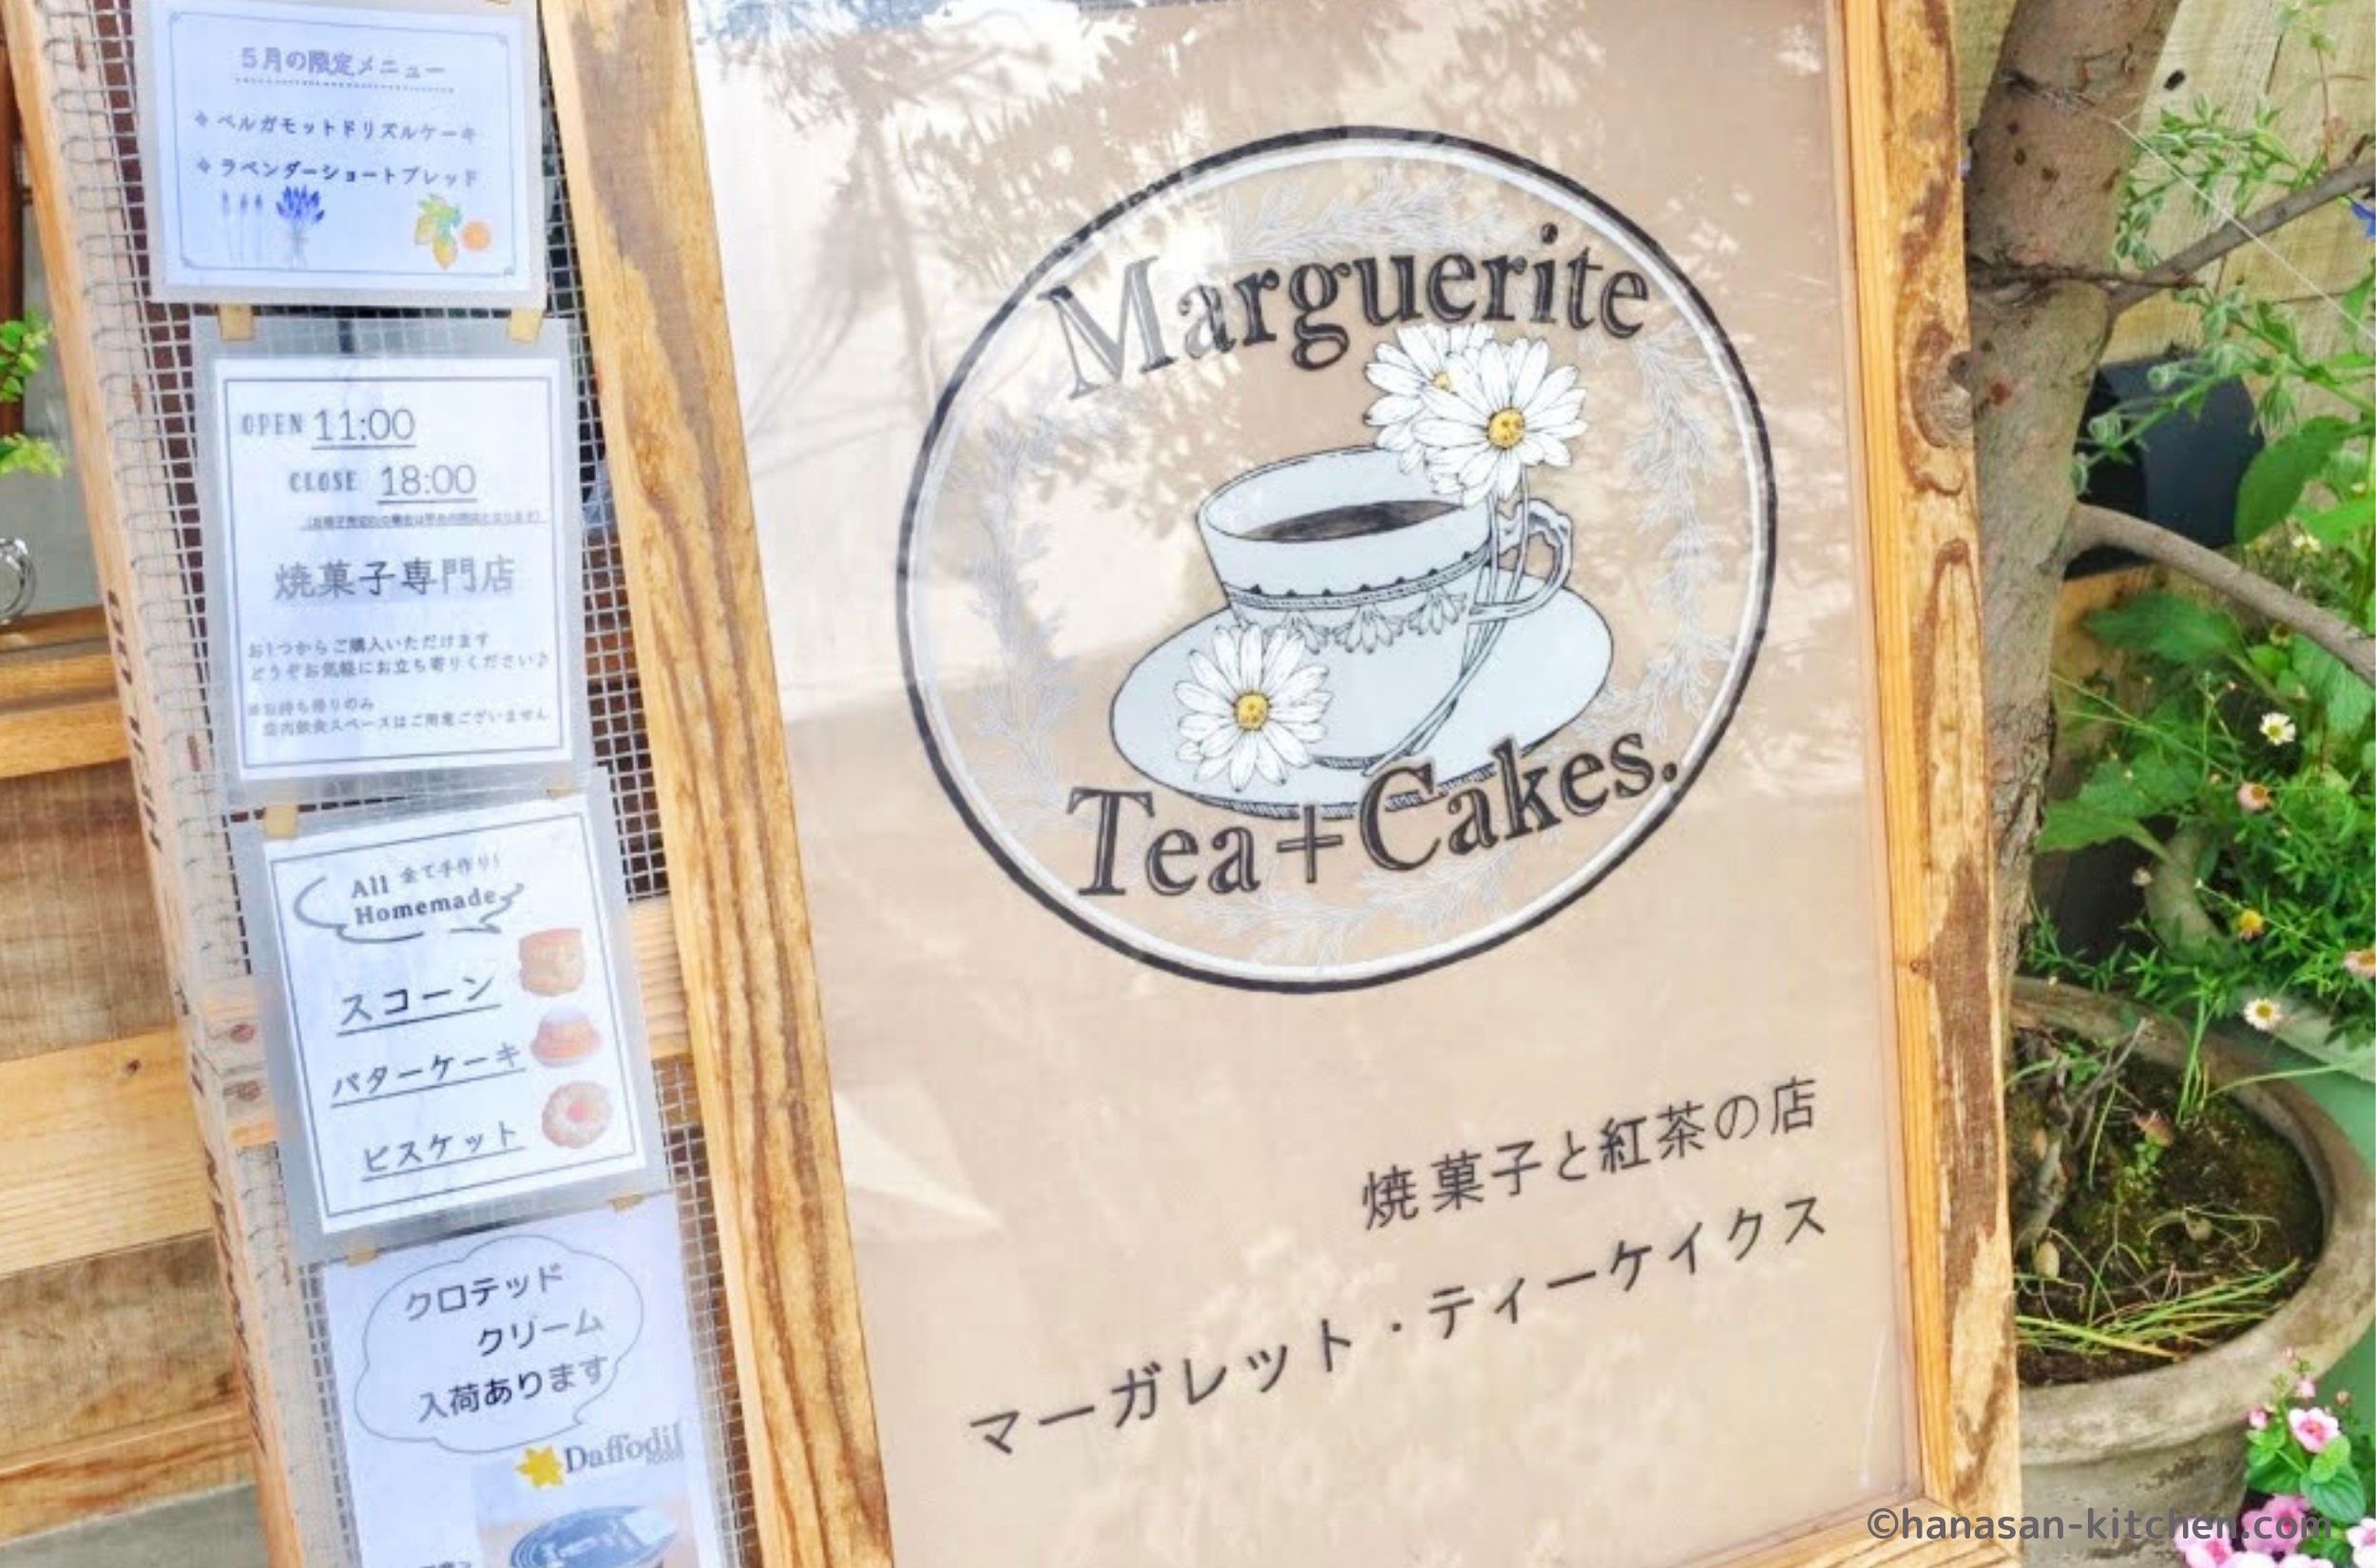 5月の限定メニュー
ベルガモットドリズルケーキ
ラベンダーショートブレッド
OPEN 11:00
CLOSE 18:00
焼菓子専門店
お1つからご購入いただけます
どうぞお気軽にお立ち寄りください♪
※お持ち帰りのみ
店内飲食スペースはご用意ございません
全て手作り!
All
Homemade
スコーン
バターケーキ
ビスケット
クロテッド
クリーム
入荷あります
Daffodil
Marguerite
Tea+Cakes.
焼菓子と紅茶の店
マーガレット・ティーケイクス
©hanasan-kitchen.com